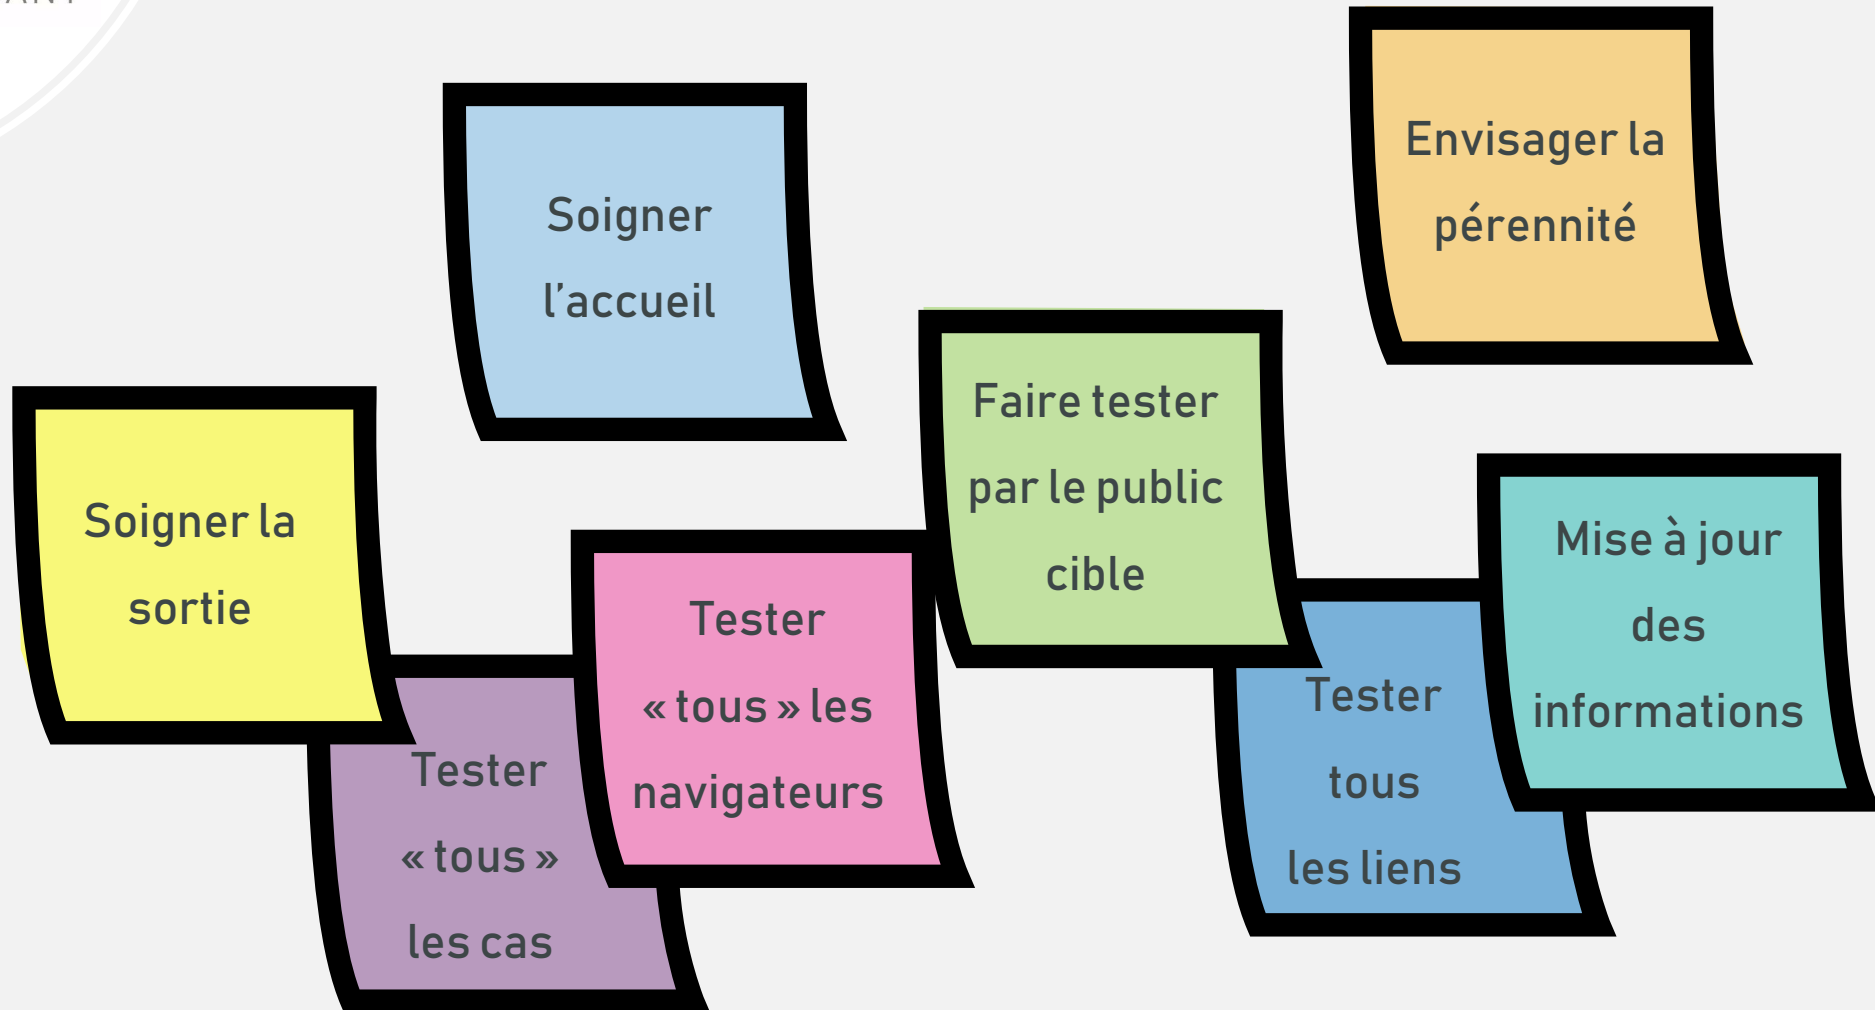 Soigner
l'accueil
Envisager la
pérennité
Soigner la
sortie
Faire tester
par le public
cible
Tester
« tous » les
navigateurs
Mise à jour
des
informations
Tester
« tous »
les cas
Tester
tous
les liens